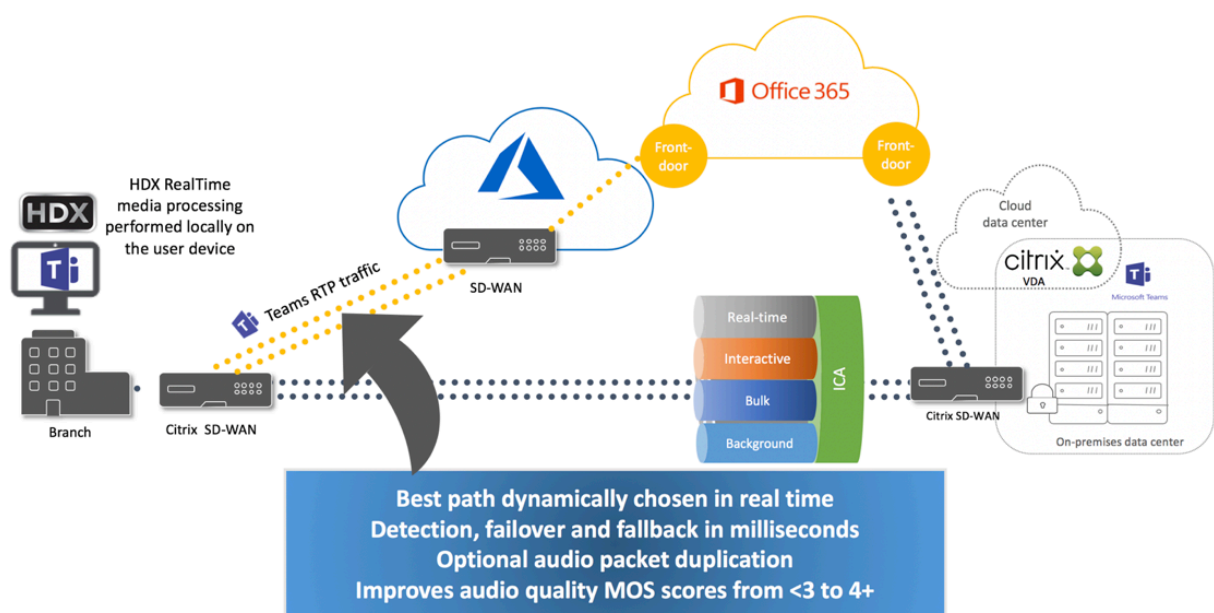 Office 365
Front-
door
Front-
door
HDX
HDX RealTime
media processing
performed locally on
the user device
Cloud
data center
citrix
VDA
Microsoft Teams
SD-WAN
Teams RTP traffic
Real-time
Interactive
Bulk
Background
ICA
Branch
Citrix SD-WAN
Citrix SD-WAN
On-premises data center
Best path dynamically chosen in real time
Detection, failover and fallback in milliseconds
Optional audio packet duplication
Improves audio quality MOS scores from <3 to 4+